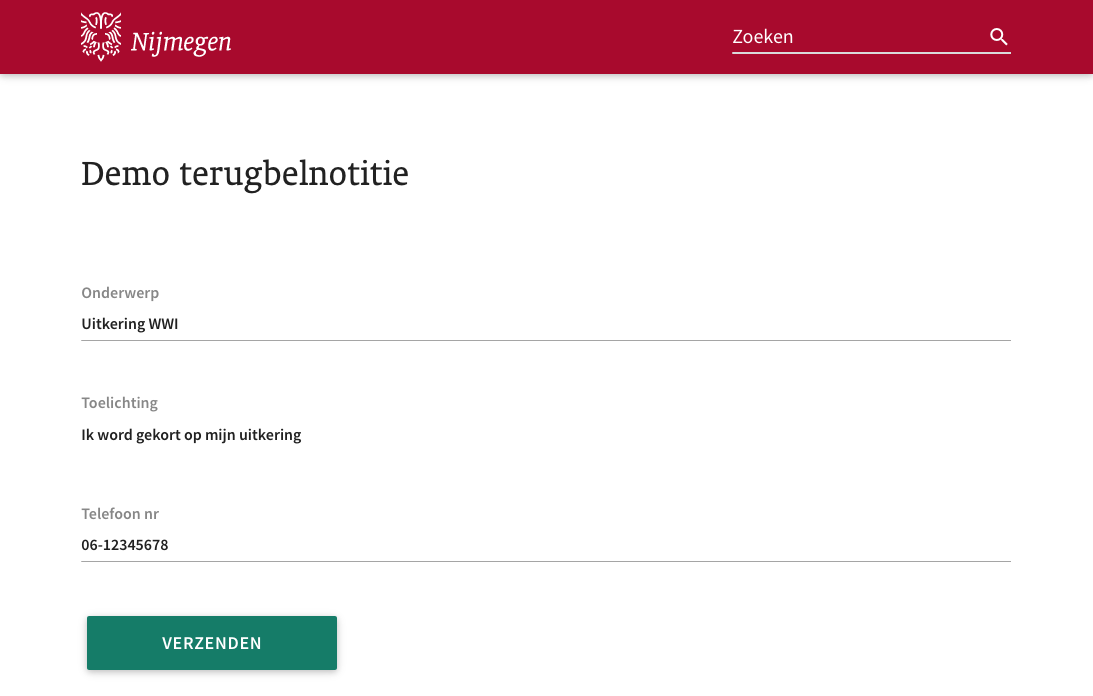 Nijmegen
Zoeken
Demo terugbelnotitie
Onderwerp
Uitkering WWI
Toelichting
Ik word gekort op mijn uitkering
Telefoon nr
06-12345678
VERZENDEN